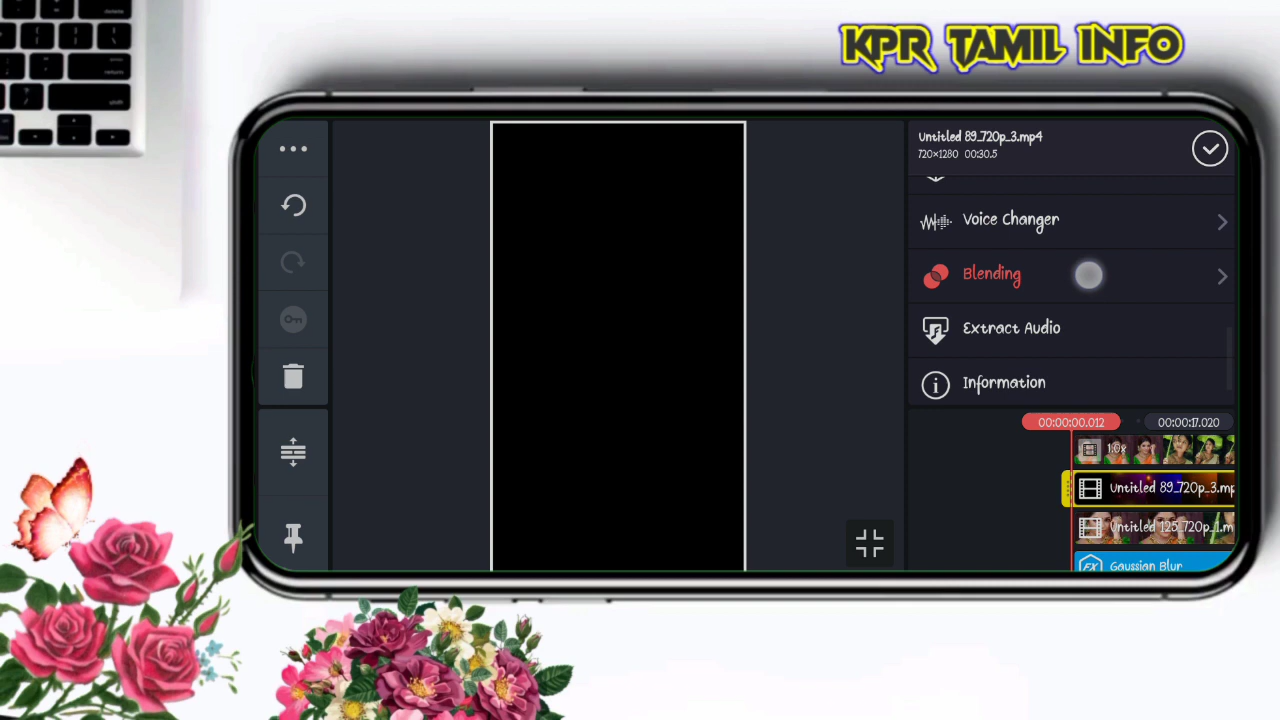 KPR TAMIL INFO
Untitled 89_720p_3.mp4
720×1280 00:30.5
Voice Changer
Blending
Extract Audio
Information
00:00:00.012
00:00:17.020
1.0x
Untitled 89_720p_3.mp
Untitled 125_720p_1.m
FX Gaussian Blur